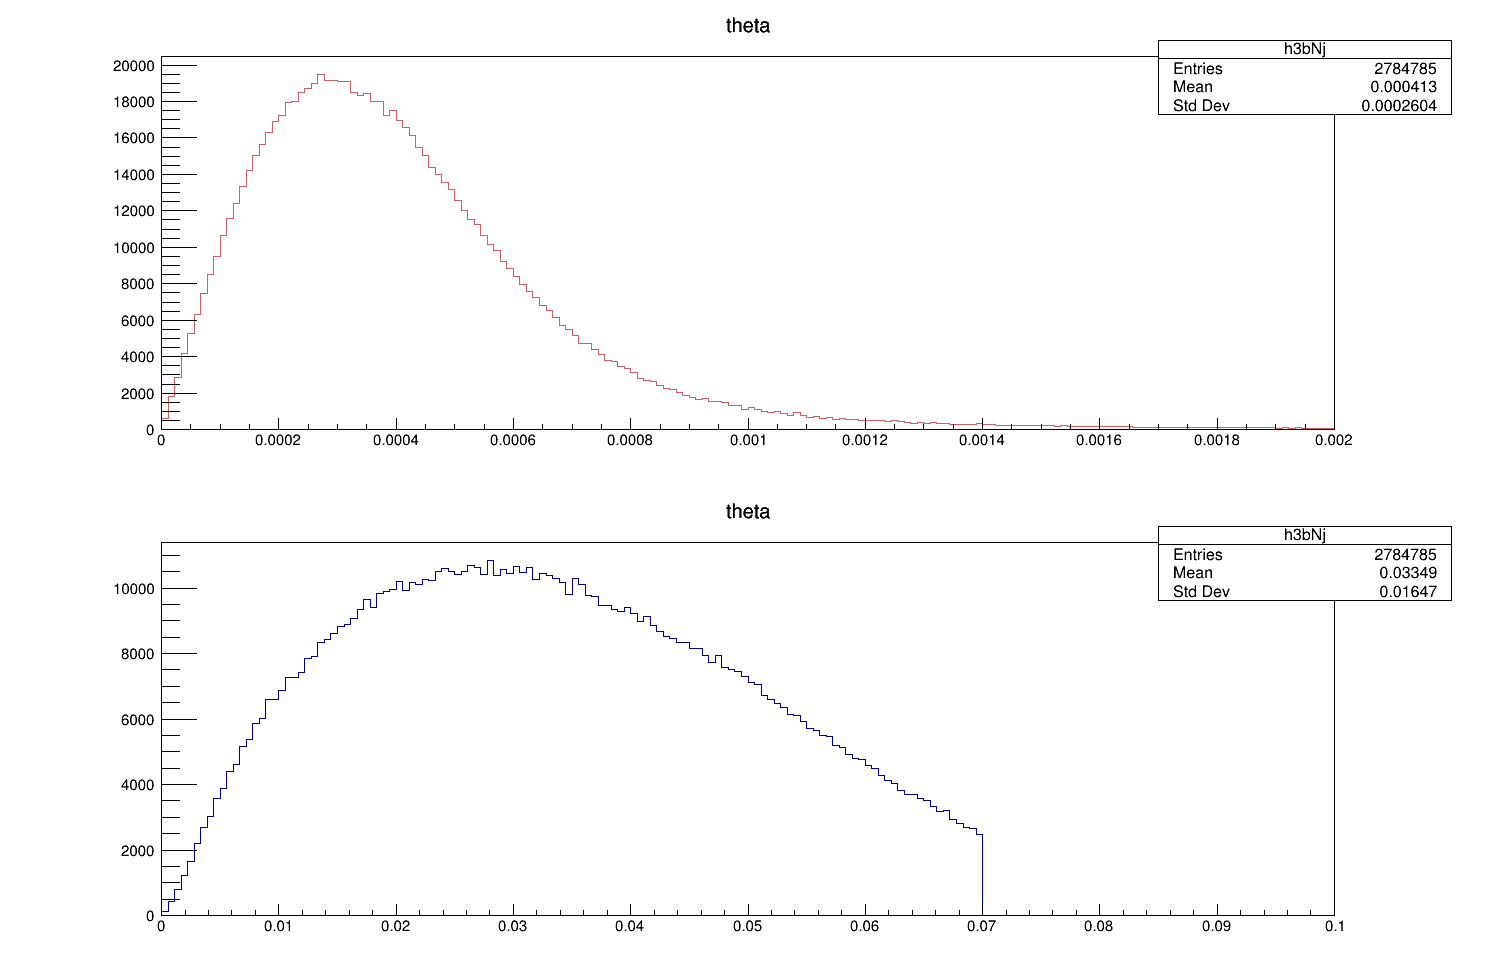 theta
h3bNj
Entries 2784785
Mean 0.000413
Std Dev 0.0002604
20000
18000
16000
14000
12000
10000
8000
6000
4000
2000
0
0 0.0002 0.0004 0.0006 0.0008 0.001 0.0012 0.0014 0.0016 0.0018 0.002
theta
h3bNj
Entries 2784785
Mean 0.03349
Std Dev 0.01647
10000
8000
6000
4000
2000
0
0 0.01 0.02 0.03 0.04 0.05 0.06 0.07 0.08 0.09 0.1